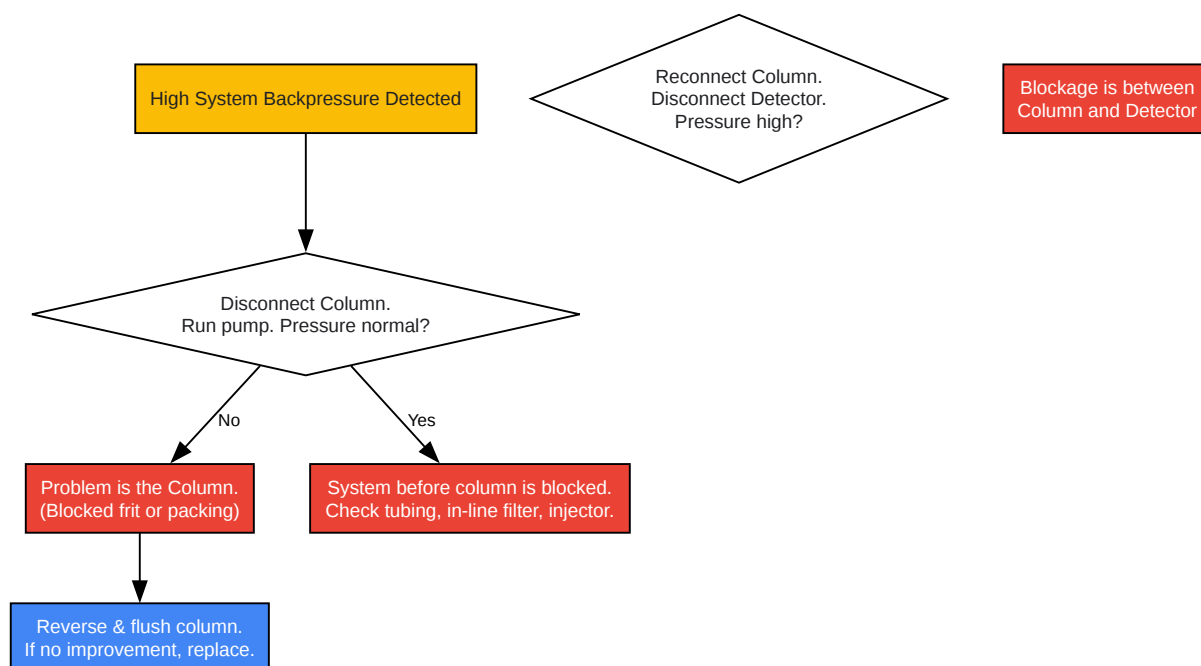 High System Backpressure Detected
Reconnect Column.
Disconnect Detector.
Pressure high?
Blockage is between
Column and Detector
Disconnect Column.
Run pump. Pressure normal?
No
Yes
Problem is the Column.
(Blocked frit or packing)
System before column is blocked.
Check tubing, in-line filter, injector.
Reverse & flush column.
If no improvement, replace.